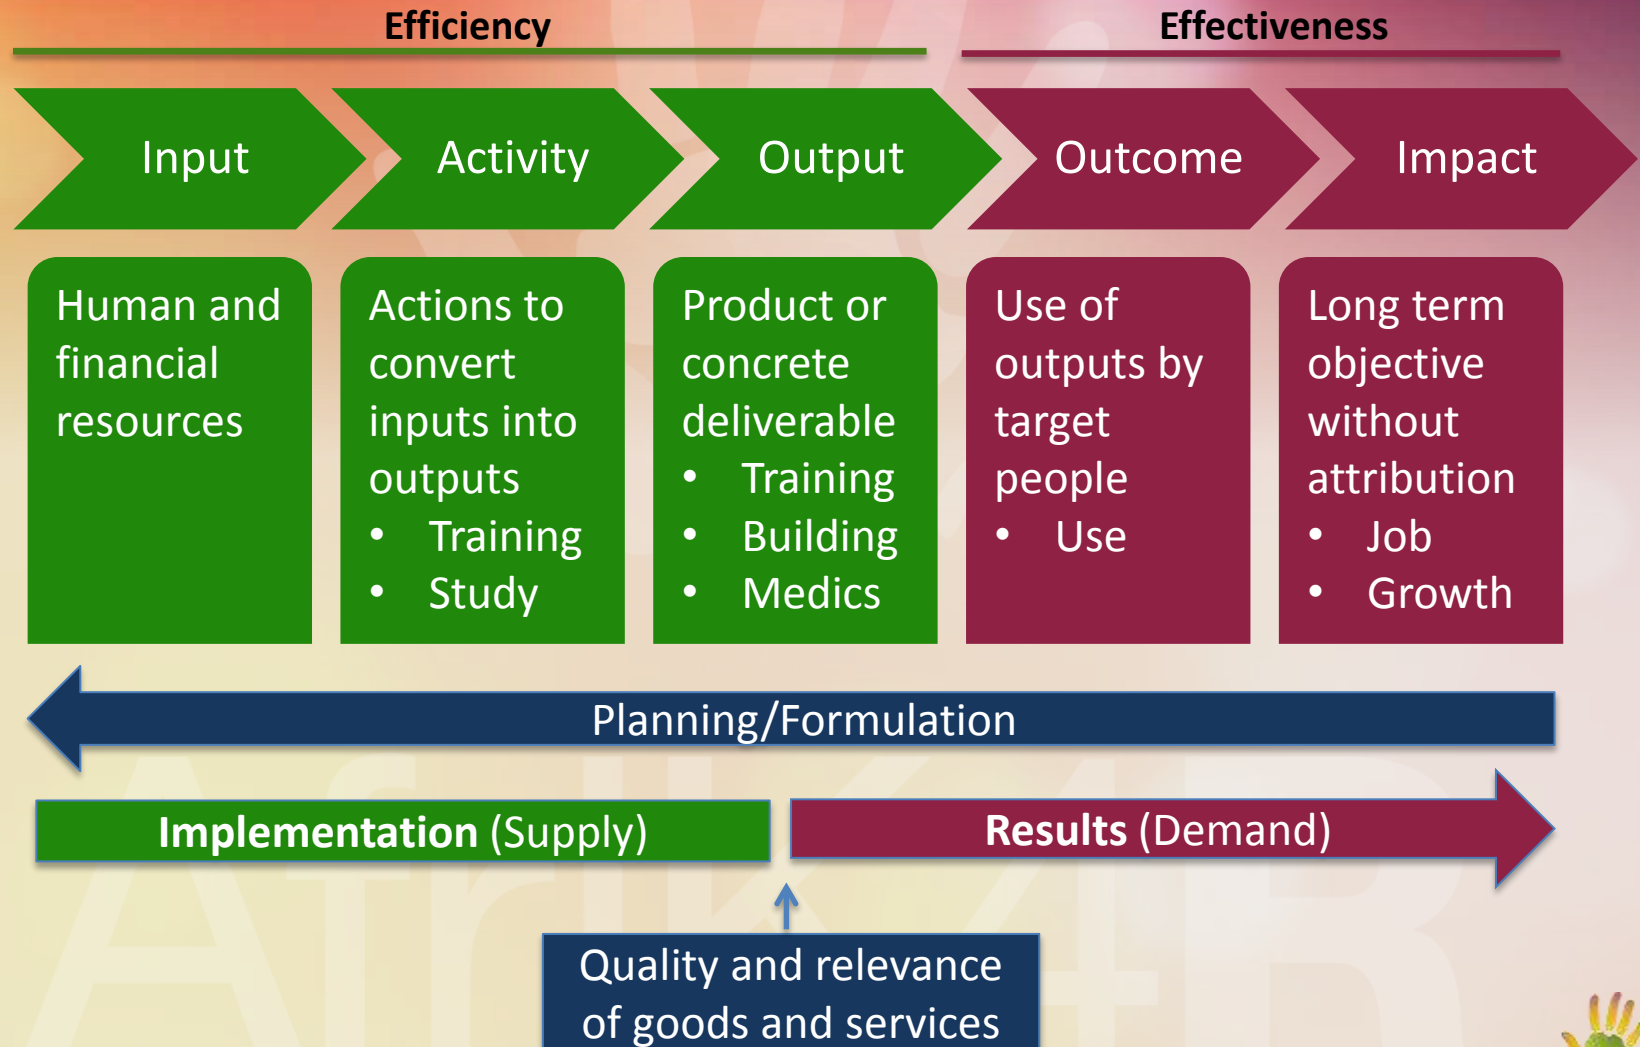 Efficiency
Effectiveness
Input
Activity
Output
Outcome
Impact
Human and
financial
resources
Actions to
convert
inputs into
outputs
• Training
• Study
Product or
concrete
deliverable
• Training
• Building
• Medics
Use of
outputs by
target
people
• Use
Long term
objective
without
attribution
• Job
• Growth
Planning/Formulation
Implementation (Supply)
Results (Demand)
Quality and relevance
of goods and services
AfriK4R